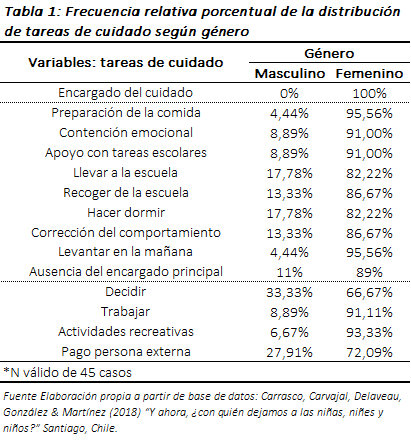 Tabla 1: Frecuencia relativa porcentual de la distribución
de tareas de cuidado según género
Variables: tareas de cuidado Género
Masculino Femenino
Encargado del cuidado 0% 100%
Preparación de la comida 4,44% 95,56%
Contención emocional 8,89% 91,00%
Apoyo con tareas escolares 8,89% 91,00%
Llevar a la escuela 17,78% 82,22%
Recoger de la escuela 13,33% 86,67%
Hacer dormir 17,78% 82,22%
Corrección del comportamiento 13,33% 86,67%
Levantar en la mañana 4,44% 95,56%
Ausencia del encargado principal 11% 89%
Decidir 33,33% 66,67%
Trabajar 8,89% 91,11%
Actividades recreativas 6,67% 93,33%
Pago persona externa 27,91% 72,09%
*N válido de 45 casos
Fuente Elaboración propia a partir de base de datos: Carrasco, Carvajal, Delaveau,
González & Martínez (2018) “Y ahora, ¿con quién dejamos a las niñas, niñes y
niños?” Santiago, Chile.